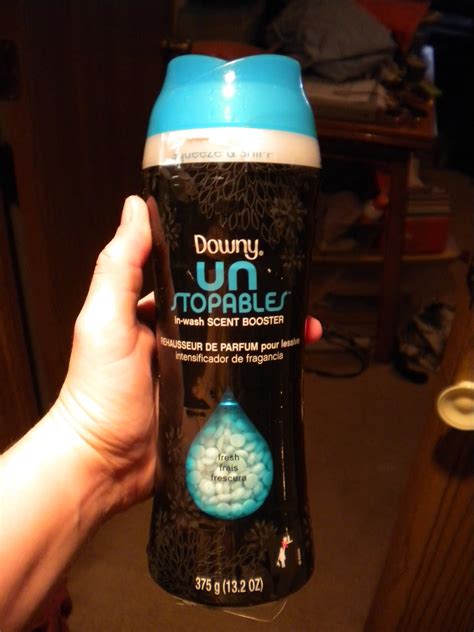 Downy®
UN
STOPABLES™
in-wash SCENT BOOSTER
REHAUSSEUR DE PARFUM pour lessive
intensificador de fragancia
fresh
frais
frescura
375 g (13.2 OZ)